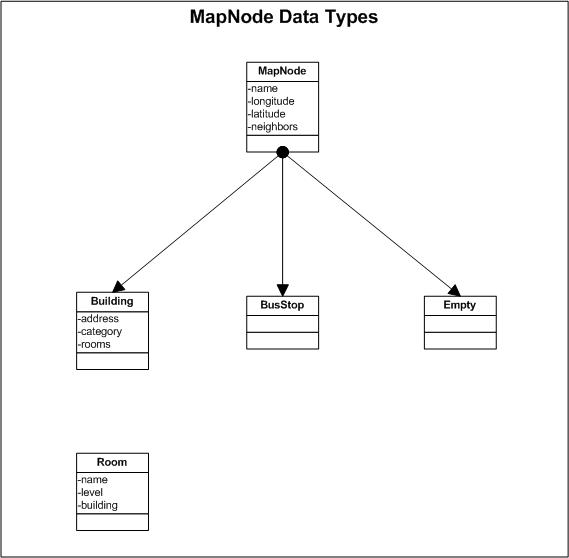 MapNode Data Types
MapNode
-name
-longitude
-latitude
-neighbors
Building
-address
-category
-rooms
BusStop
Empty
Room
-name
-level
-building